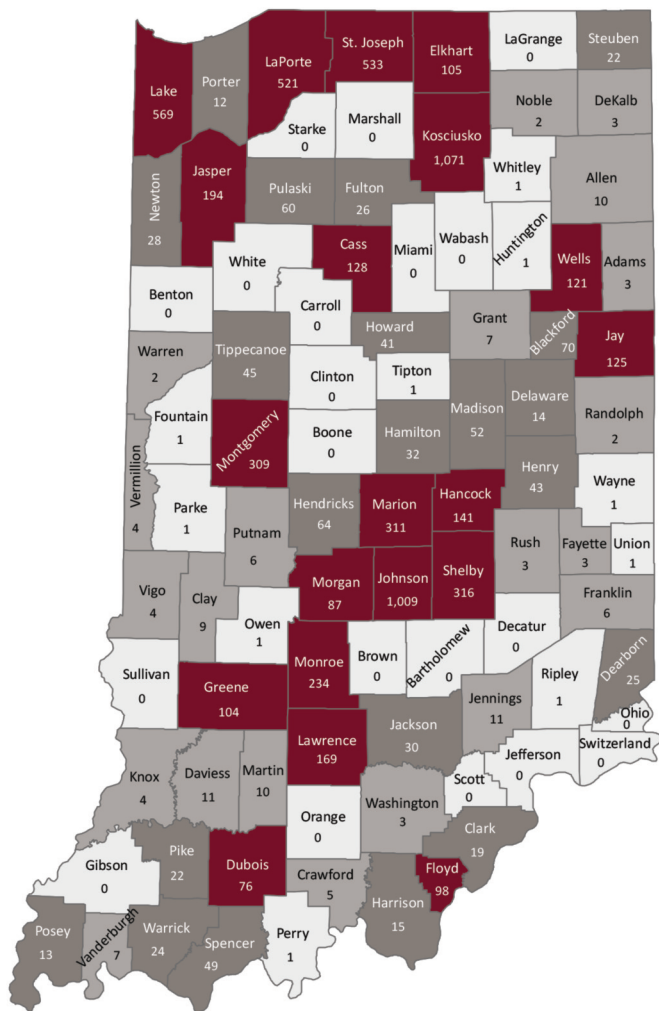 LaGrange
0
Steuben
22
St. Joseph
533
Elkhart
105
LaPorte
521
Porter
12
Lake
569
Noble
2
DeKalb
3
Marshall
0
Starke
0
Kosciusko
1,071
Whitley
1
Allen
10
Jasper
194
Newton
28
Pulaski
60
Fulton
26
Miami
0
Wabash
0
Huntington
1
Cass
128
White
0
Wells
121
Adams
3
Benton
0
Carroll
0
Howard
41
Grant
7
Blackford
70
Jay
125
Warren
2
Tippecanoe
45
Clinton
0
Tipton
1
Madison
52
Delaware
14
Randolph
2
Fountain
1
Montgomery
309
Boone
0
Hamilton
32
Henry
43
Wayne
1
Vermillion
4
Parke
1
Putnam
6
Hendricks
64
Marion
311
Hancock
141
Rush
3
Fayette
3
Union
1
Vigo
4
Clay
9
Morgan
87
Johnson
1,009
Shelby
316
Franklin
6
Owen
1
Sullivan
0
Greene
104
Monroe
234
Brown
0
Bartholomew
0
Decatur
0
Ripley
1
Dearborn
25
Ohio
0
Jennings
11
Jackson
30
Lawrence
169
Switzerland
0
Jefferson
0
Scott
0
Knox
4
Daviess
11
Martin
10
Orange
0
Washington
3
Clark
19
Floyd
98
Gibson
0
Pike
22
Dubois
76
Crawford
5
Harrison
15
Posey
13
Vanderburgh
7
Warrick
24
Spencer
49
Perry
1